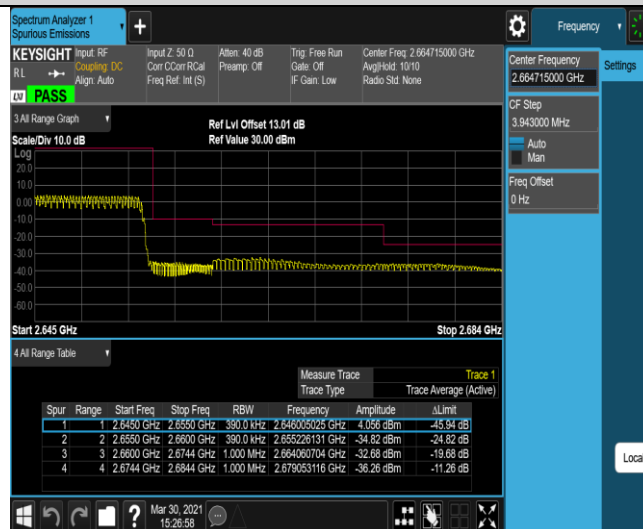 Spectrum Analyzer 1
Spurious Emissions
Frequency
KEYSIGHT Input: RF Input Z: 50 Ω Atten: 40 dB Trig: Free Run Center Freq: 2.664715000 GHz
RL Coupling: DC Corr CCorr RCal Preamp: Off Gate: Off Avg|Hold: 10/10
Align: Auto Freq Ref: Int (S) IF Gain: Low Radio Std: None
LXI PASS
Center Frequency
2.664715000 GHz
Settings
CF Step
3.943000 MHz
Auto
Man
Freq Offset
0 Hz
3 All Range Graph
Ref Lvl Offset 13.01 dB
Scale/Div 10.0 dB Ref Value 30.00 dBm
Log
20.0
10.0
0.00
-10.0
-20.0
-30.0
-40.0
-50.0
-60.0
Start 2.645 GHz Stop 2.684 GHz
4 All Range Table
Measure Trace Trace 1
Trace Type Trace Average (Active)
Spur Range Start Freq Stop Freq RBW Frequency Amplitude ΔLimit
1 1 2.6450 GHz 2.6550 GHz 390.0 kHz 2.646005025 GHz 4.056 dBm -45.94 dB
2 2 2.6550 GHz 2.6600 GHz 390.0 kHz 2.655226131 GHz -34.82 dBm -24.82 dB
3 3 2.6600 GHz 2.6744 GHz 1.000 MHz 2.664060704 GHz -32.68 dBm -19.68 dB
4 4 2.6744 GHz 2.6844 GHz 1.000 MHz 2.679053116 GHz -36.26 dBm -11.26 dB
Local
? Mar 30, 2021
15:26:58